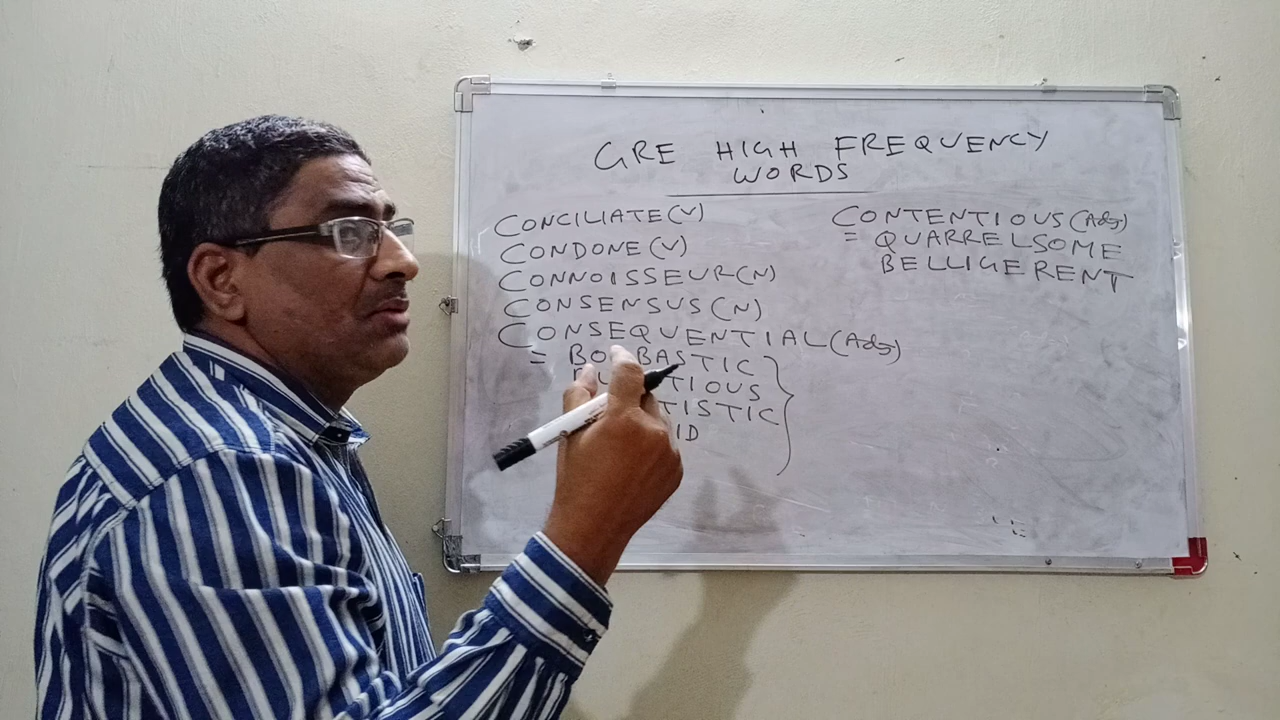 GRE HIGH FREQUENCY
WORDS
CONCILIATE (V)
CONDONE (V)
CONNOISSEUR (N)
CONSENSUS (N)
CONSEQUENTIAL (Adj)
=
CONTENTIOUS (Adj)
= QUARRELSOME
BELLIGERENT